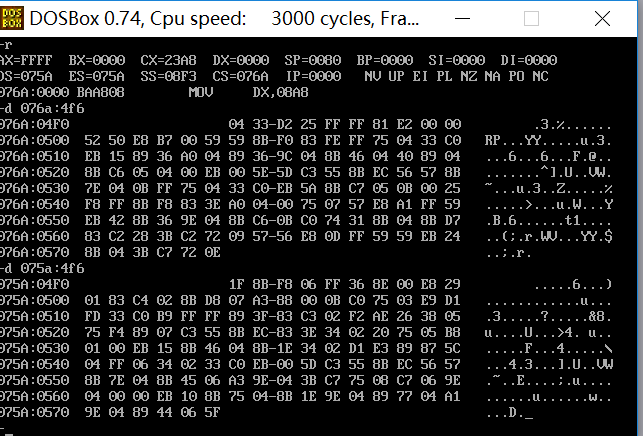 DOS BOX DOSBox 0.74, Cpu speed: 3000 cycles, Fra...
-r
AX=FFFF BX=0000 CX=23A8 DX=0000 SP=0080 BP=0000 SI=0000 DI=0000
DS=075A ES=075A SS=08F3 CS=076A IP=0000 NV UP EI PL NZ NA PO NC
076A:0000 BAA808 MOV DX,08A8
-d 076a:4f6
076A:04F0 04 33-D2 25 FF FF 81 E2 00 00 .3.%......
076A:0500 52 50 E8 B7 00 59 59 8B-F0 83 FE FF 75 04 33 C0 RP...YY.....u.3.
076A:0510 EB 15 89 36 A0 04 89 36-9C 04 8B 46 04 40 89 04 ...6...6...F.@..
076A:0520 8B C6 05 04 00 EB 00 5E-5D C3 55 8B EC 56 57 8B .......^].U..VW.
076A:0530 7E 04 0B FF 75 04 33 C0-EB 5A 8B C7 05 0B 00 25 ~...u.3..Z.....%
076A:0540 F8 FF 8B F8 83 3E A0 04-00 75 07 57 E8 A1 FF 59 .....>...u.W...Y
076A:0550 EB 42 8B 36 9E 04 8B C6-0B C0 74 31 8B 04 8B D7 .B.6......t1....
076A:0560 83 C2 28 3B C2 72 09 57-56 E8 0D FF 59 59 EB 24 ..(;.r.WV...YY.$
076A:0570 8B 04 3B C7 72 0E ..;.r.
-d 075a:4f6
075A:04F0 1F 8B-F8 06 FF 36 8E 00 E8 29 .....6...)
075A:0500 01 83 C4 02 8B D8 07 A3-88 00 0B C0 75 03 E9 D1 ............u...
075A:0510 FD 33 C0 B9 FF FF 89 3F-83 C3 02 F2 AE 26 38 05 .3.....?.....&8.
075A:0520 75 F4 89 07 C3 55 8B EC-83 3E 34 02 20 75 05 B8 u....U...>4. u..
075A:0530 01 00 EB 15 8B 46 04 8B-1E 34 02 D1 E3 89 87 5C .....F...4.....\
075A:0540 04 FF 06 34 02 33 C0 EB-00 5D C3 55 8B EC 56 57 ...4.3...].U..VW
075A:0550 8B 7E 04 8B 45 06 A3 9E-04 3B C7 75 08 C7 06 9E .~..E....;.u....
075A:0560 04 00 00 EB 10 8B 75 04-8B 1E 9E 04 89 77 04 A1 ......u......w..
075A:0570 9E 04 89 44 06 5F ...D._
-